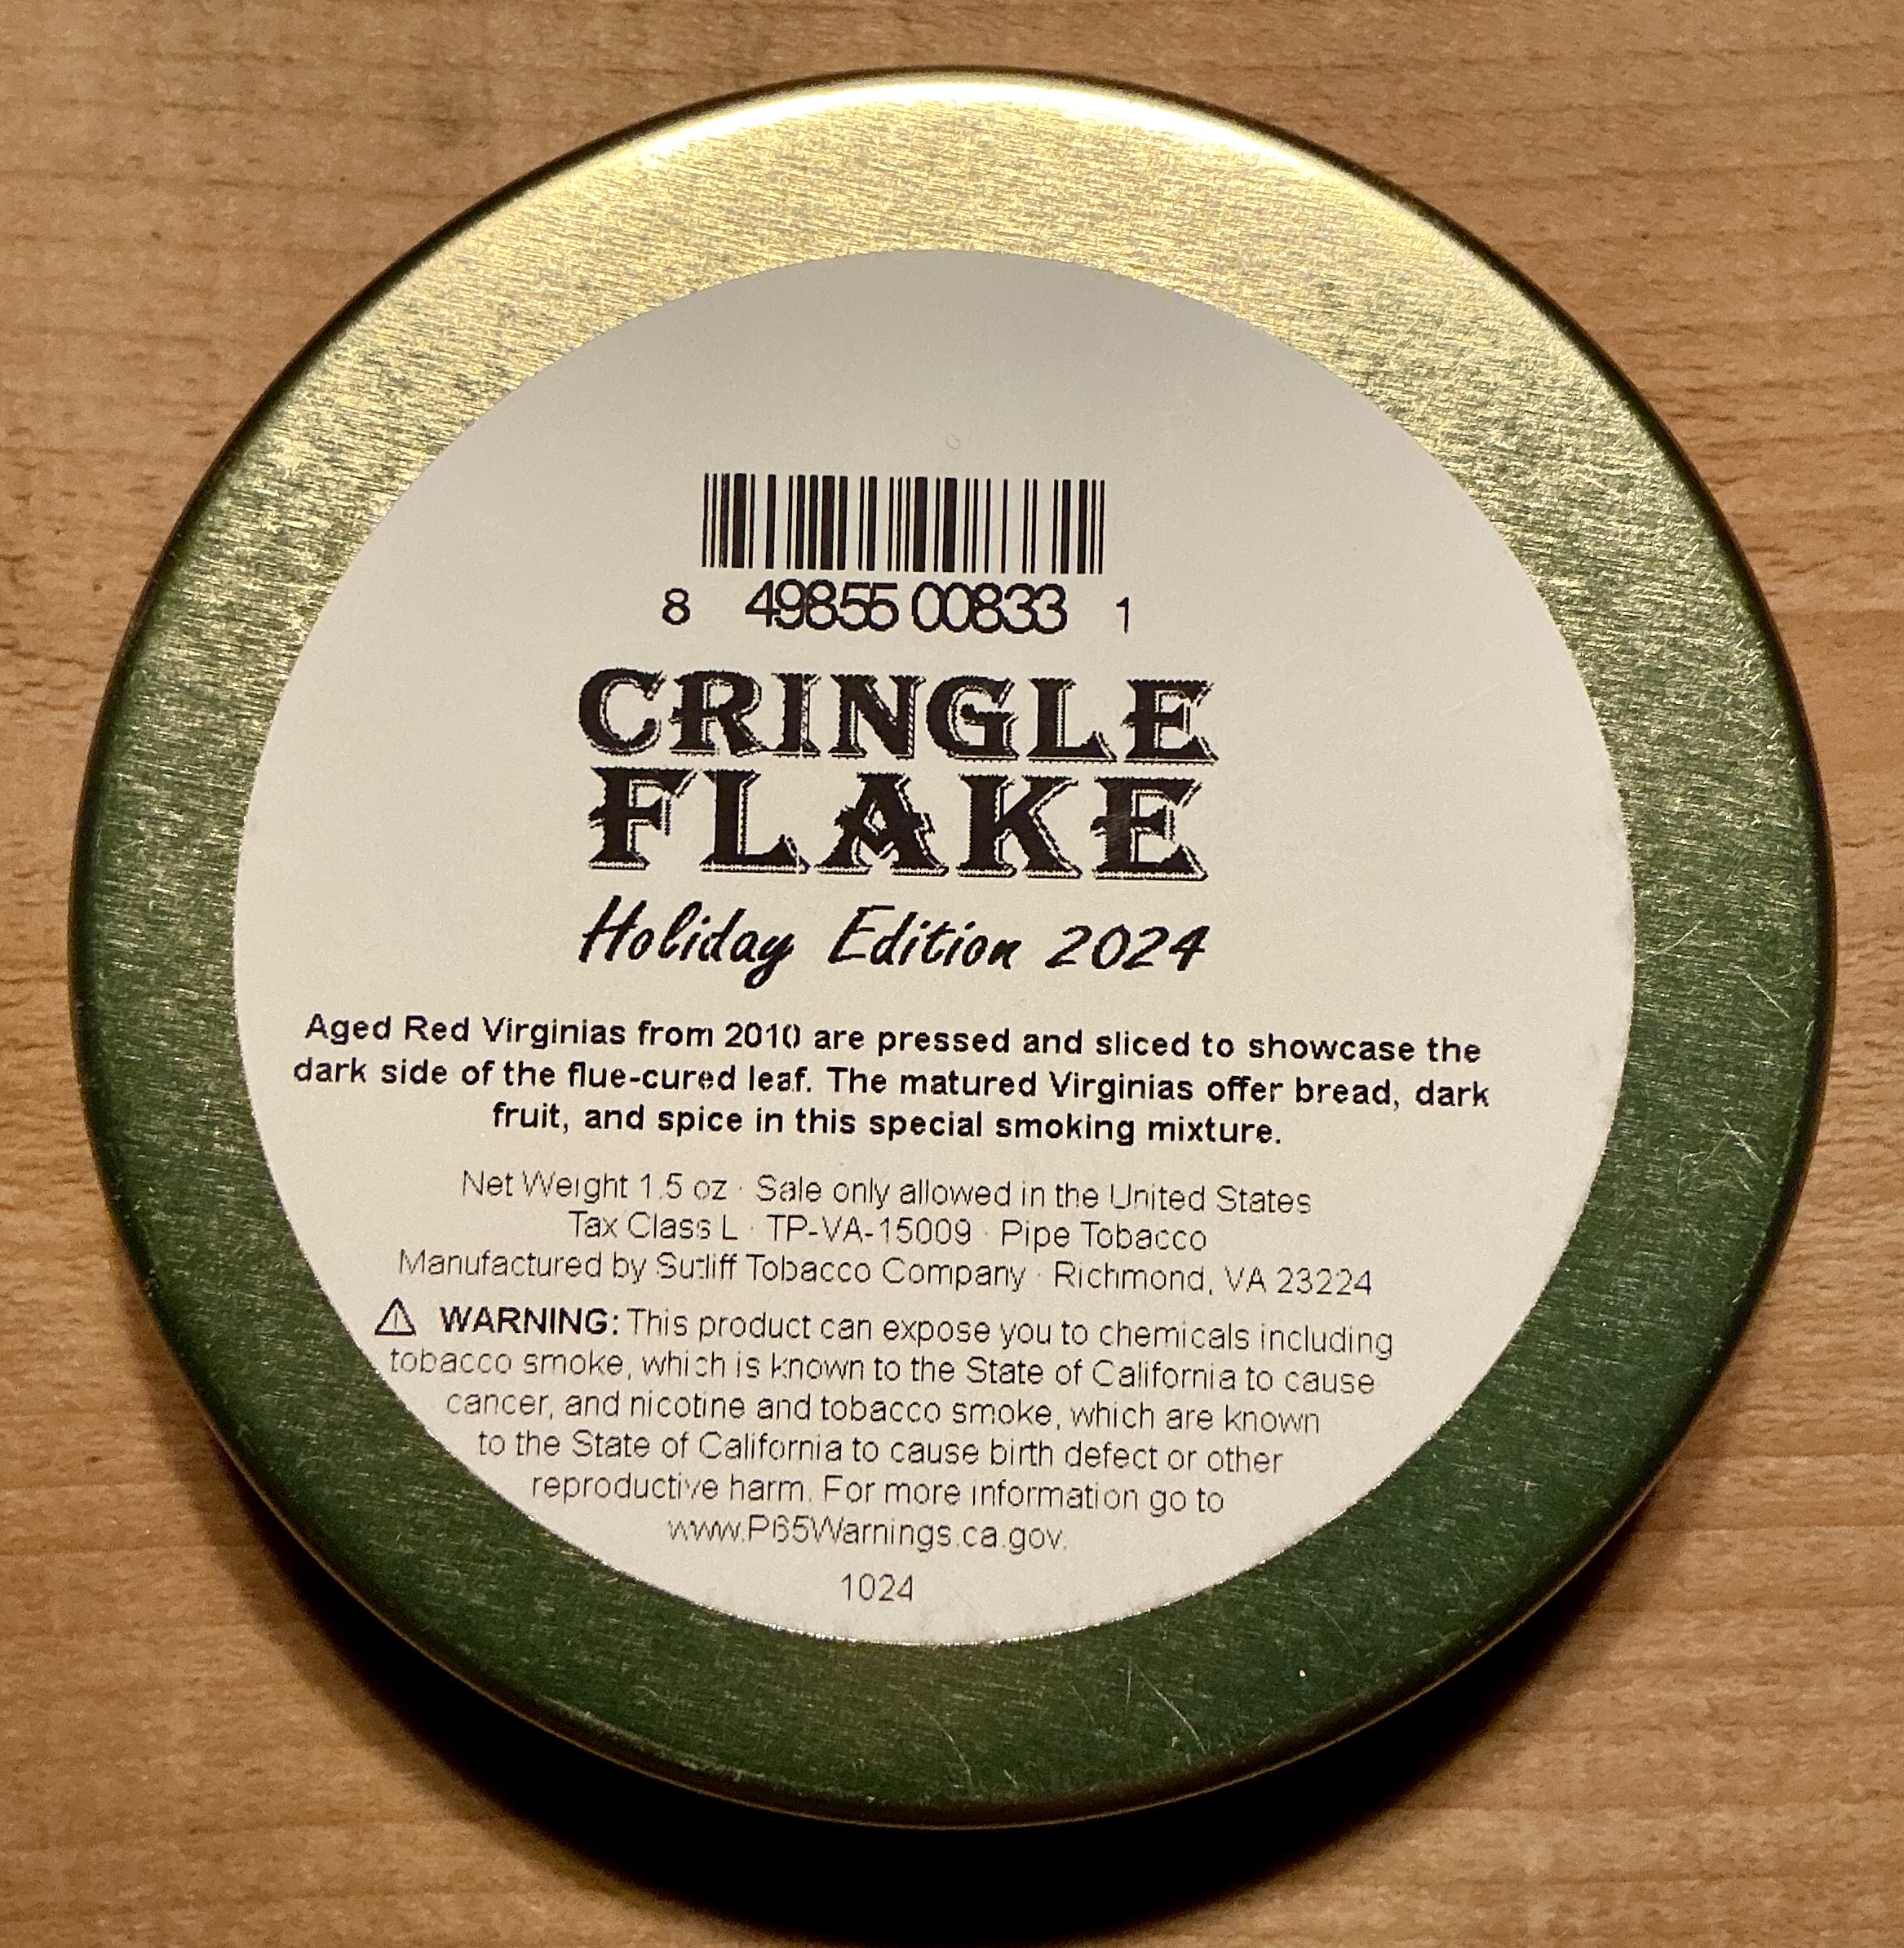 8 49855 00833 1
CRINGLE
FLAKE
Holiday Edition 2024
Aged Red Virginias from 2010 are pressed and sliced to showcase the
dark side of the flue-cured leaf. The matured Virginias offer bread, dark
fruit, and spice in this special smoking mixture.
Net Weight 1.5 oz · Sale only allowed in the United States
Tax Class L · TP-VA-15009 · Pipe Tobacco
Manufactured by Sutliff Tobacco Company · Richmond, VA 23224
⚠ WARNING: This product can expose you to chemicals including
tobacco smoke, which is known to the State of California to cause
cancer, and nicotine and tobacco smoke, which are known
to the State of California to cause birth defect or other
reproductive harm. For more information go to
www.P65Warnings.ca.gov.
1024